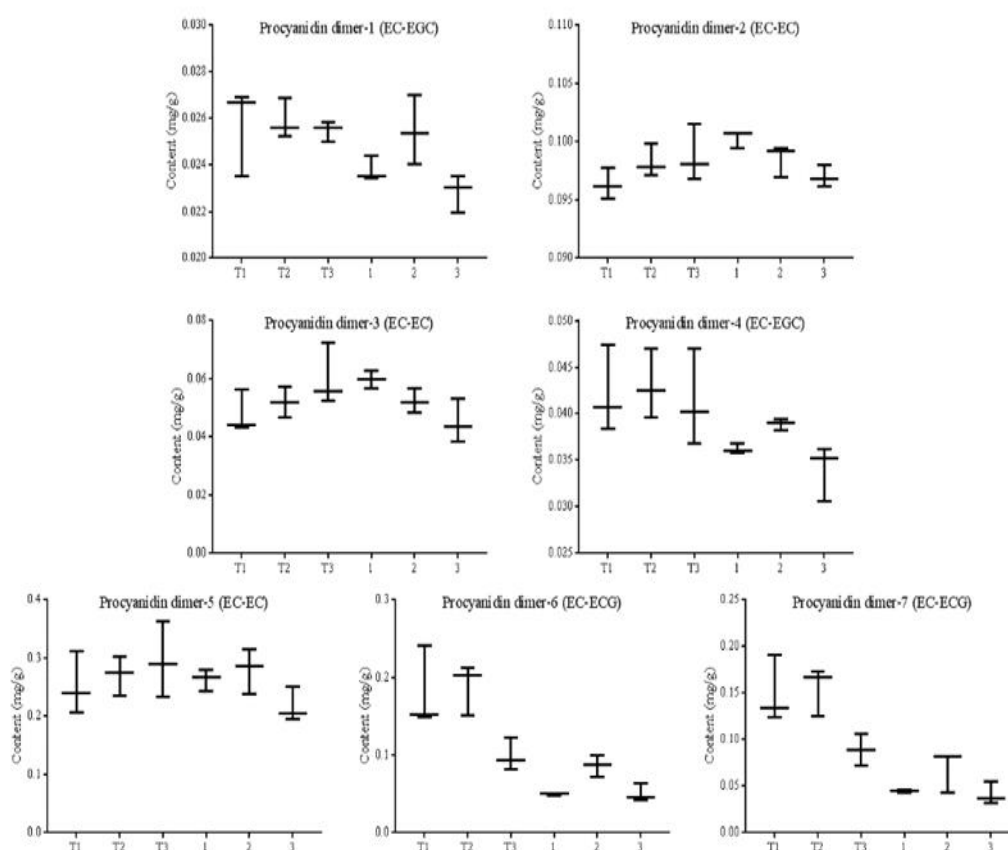 Procyanidin dimer-1 (EC-EGC)
Content (mg/g)
0.030
0.028
0.026
0.024
0.022
0.020
T1 T2 T3 1 2 3
Procyanidin dimer-2 (EC-EC)
Content (mg/g)
0.110
0.105
0.100
0.095
0.090
T1 T2 T3 1 2 3
Procyanidin dimer-3 (EC-EC)
Content (mg/g)
0.08
0.06
0.04
0.02
0.00
T1 T2 T3 1 2 3
Procyanidin dimer-4 (EC-EGC)
Content (mg/g)
0.050
0.045
0.040
0.035
0.030
0.025
T1 T2 T3 1 2 3
Procyanidin dimer-5 (EC-EC)
Content (mg/g)
0.4
0.3
0.2
0.1
0.0
T1 T2 T3 1 2 3
Procyanidin dimer-6 (EC-ECG)
Content (mg/g)
0.3
0.2
0.1
0.0
T1 T2 T3 1 2 3
Procyanidin dimer-7 (EC-ECG)
Content (mg/g)
0.25
0.20
0.15
0.10
0.05
0.00
T1 T2 T3 1 2 3